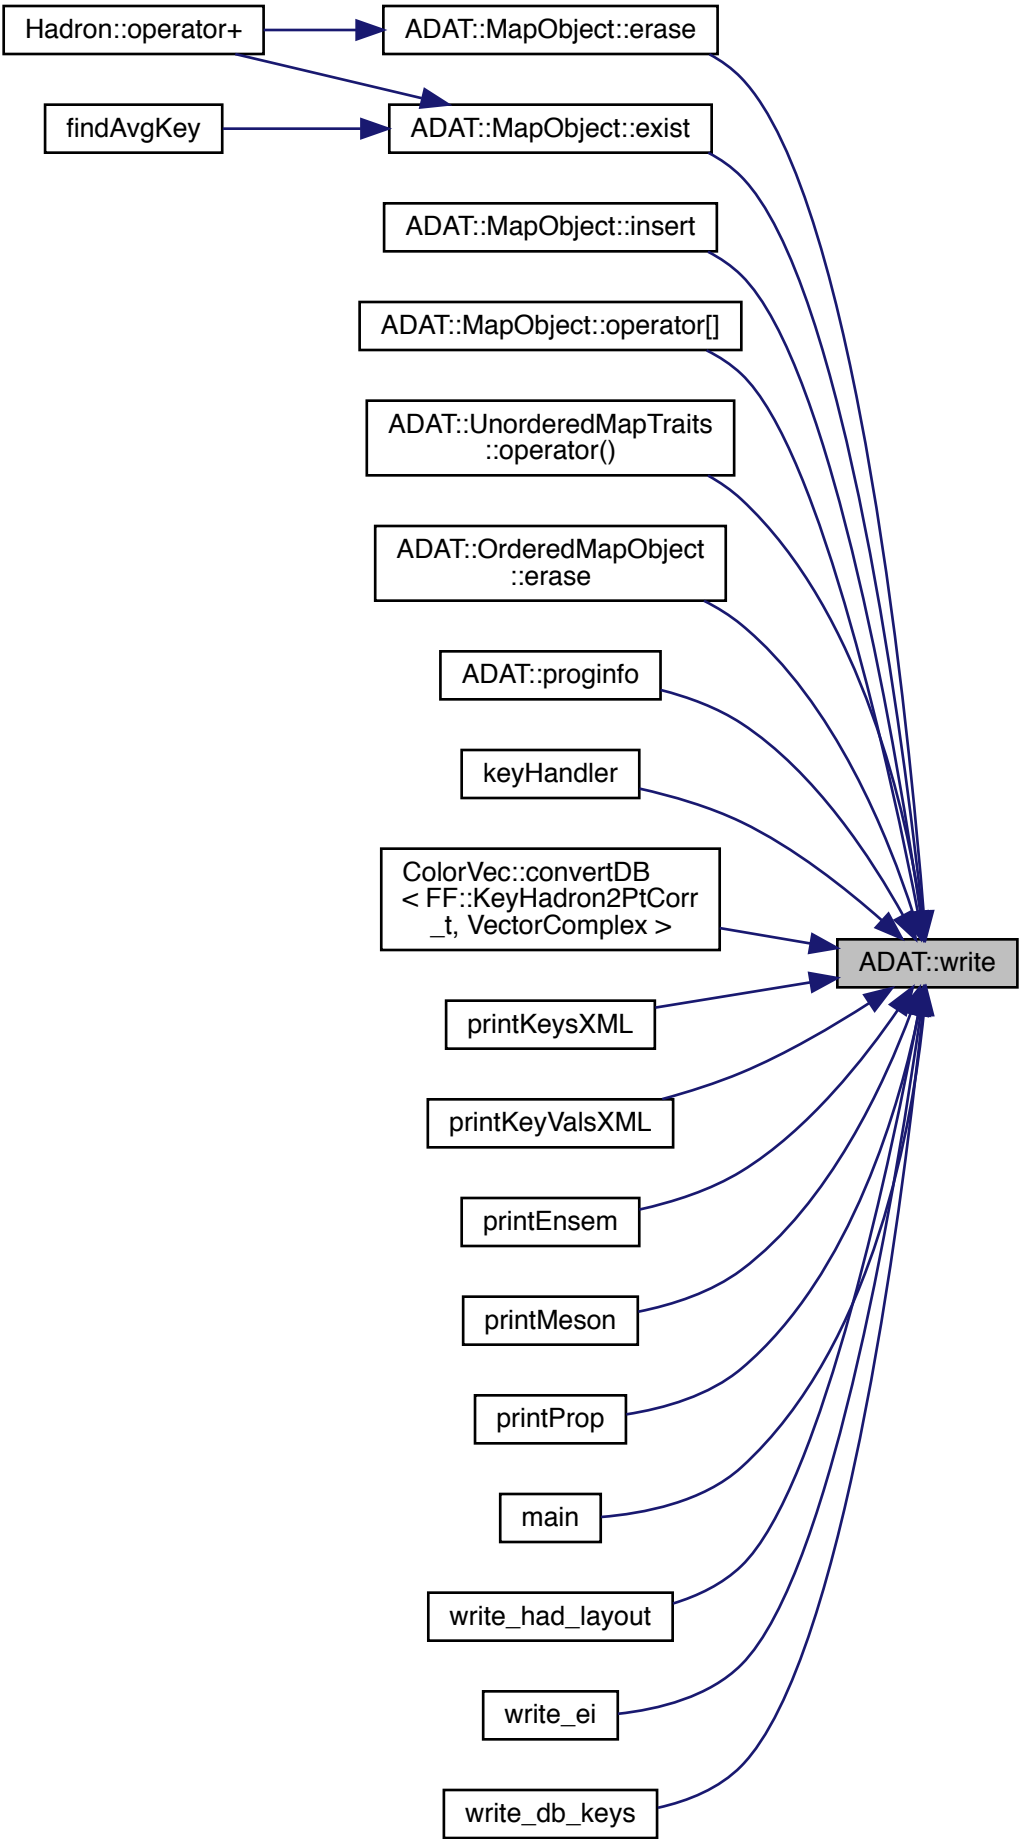 Hadron::operator+
ADAT::MapObject::erase
ADAT::MapObject::exist
findAvgKey
ADAT::MapObject::insert
ADAT::MapObject::operator[]
ADAT::UnorderedMapTraits
::operator()
ADAT::OrderedMapObject
::erase
ADAT::proginfo
keyHandler
ColorVec::convertDB
< FF::KeyHadron2PtCorr
_t, VectorComplex >
ADAT::write
printKeysXML
printKeyValsXML
printEnsem
printMeson
printProp
main
write_had_layout
write_ei
write_db_keys